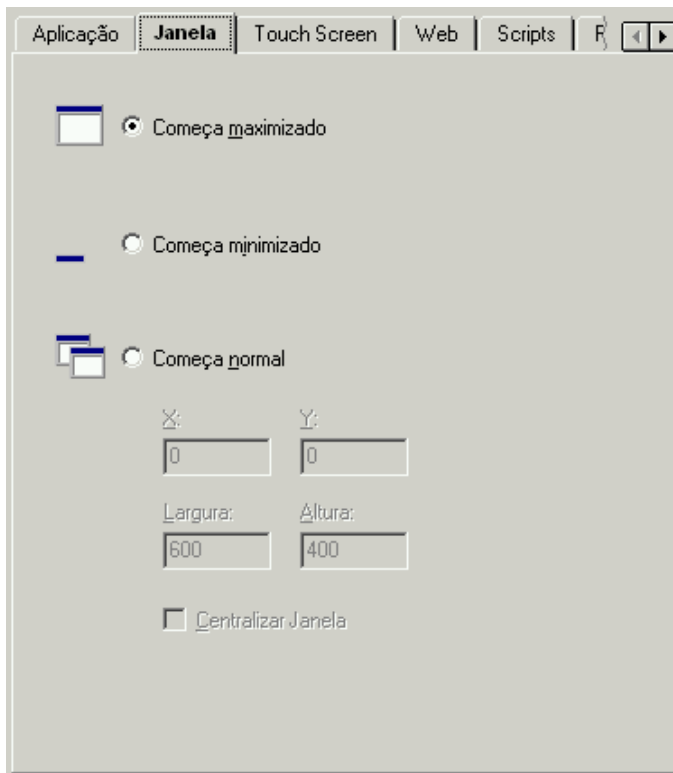 Aplicação Janela Touch Screen Web Scripts
Começa maximizado
Começa minimizado
Começa normal
X: Y:
0 0
Largura: Altura:
600 400
Centralizar Janela